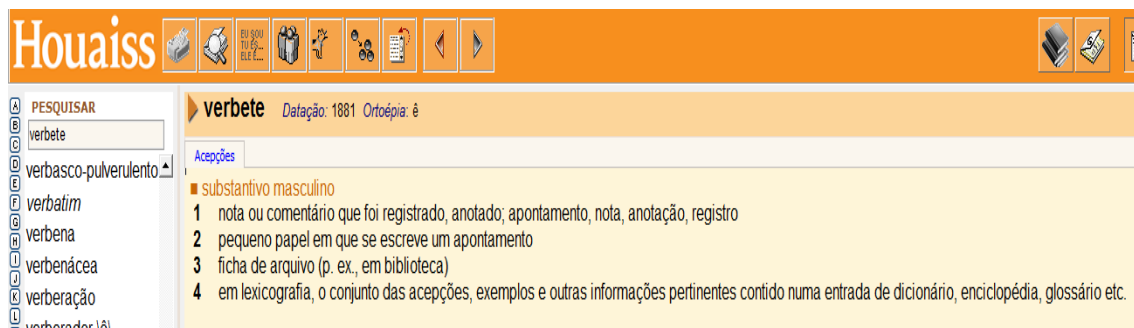 Houaiss
EU SOU
TU ÉS...
ELE É...
A
B
C
D
E
F
G
H
I
J
K
L
PESQUISAR
verbete
verbasco-pulverulento
verbatim
verbena
verbenácea
verberação
verberador \ô\
verbete Datação: 1881 Ortoépia: ê
Acepções
substantivo masculino
1 nota ou comentário que foi registrado, anotado; apontamento, nota, anotação, registro
2 pequeno papel em que se escreve um apontamento
3 ficha de arquivo (p. ex., em biblioteca)
4 em lexicografia, o conjunto das acepções, exemplos e outras informações pertinentes contido numa entrada de dicionário, enciclopédia, glossário etc.